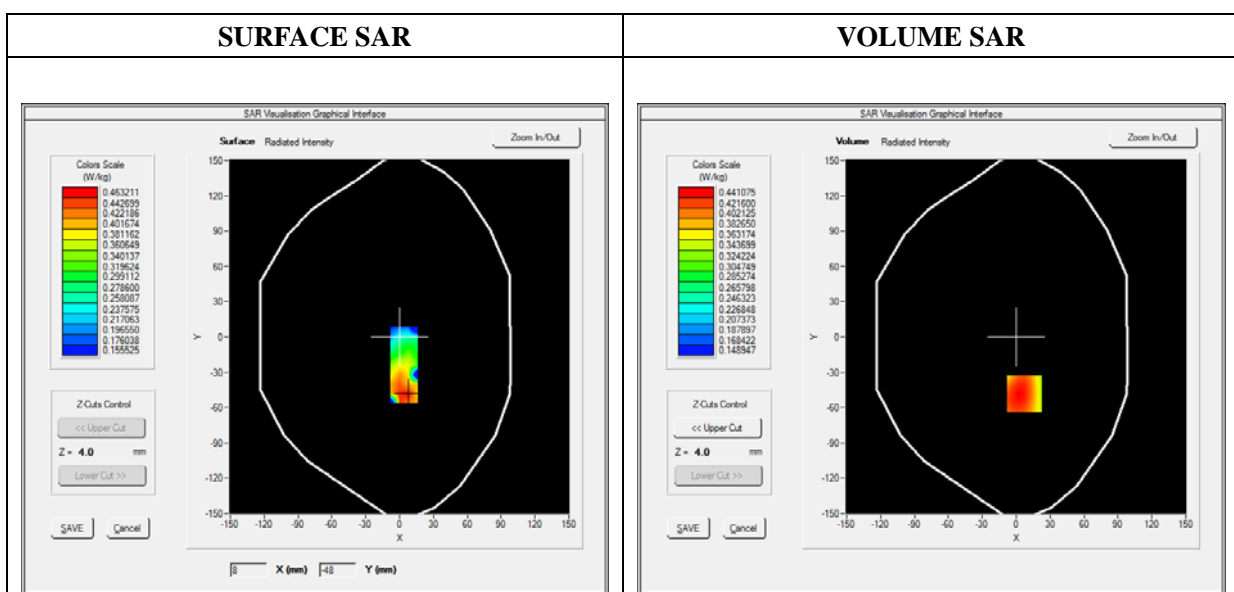 SURFACE SAR
VOLUME SAR
SAR Visualisation Graphical Interface
Surface Radiated Intensity
Zoom In/Out
Colors Scale
(W/kg)
0.463211
0.442699
0.422186
0.401674
0.381162
0.360649
0.340137
0.319624
0.299112
0.278600
0.258087
0.237575
0.217063
0.196550
0.176038
0.155525
150
120
90
60
30
0
-30
-60
-90
-120
-150
Y
-150 -120 -90 -60 -30 0 30 60 90 120 150
X
Z-Cuts Control
<< Upper Cut
Z = 4.0 mm
Lower Cut >>
SAVE Cancel
8 X (mm) -48 Y (mm)
SAR Visualisation Graphical Interface
Volume Radiated Intensity
Zoom In/Out
Colors Scale
(W/kg)
0.441075
0.421600
0.402125
0.382650
0.363174
0.343699
0.324224
0.304749
0.285274
0.265798
0.246323
0.226848
0.207373
0.187897
0.168422
0.148947
150
120
90
60
30
0
-30
-60
-90
-120
-150
Y
-150 -120 -90 -60 -30 0 30 60 90 120 150
X
Z-Cuts Control
<< Upper Cut
Z = 4.0 mm
Lower Cut >>
SAVE Cancel